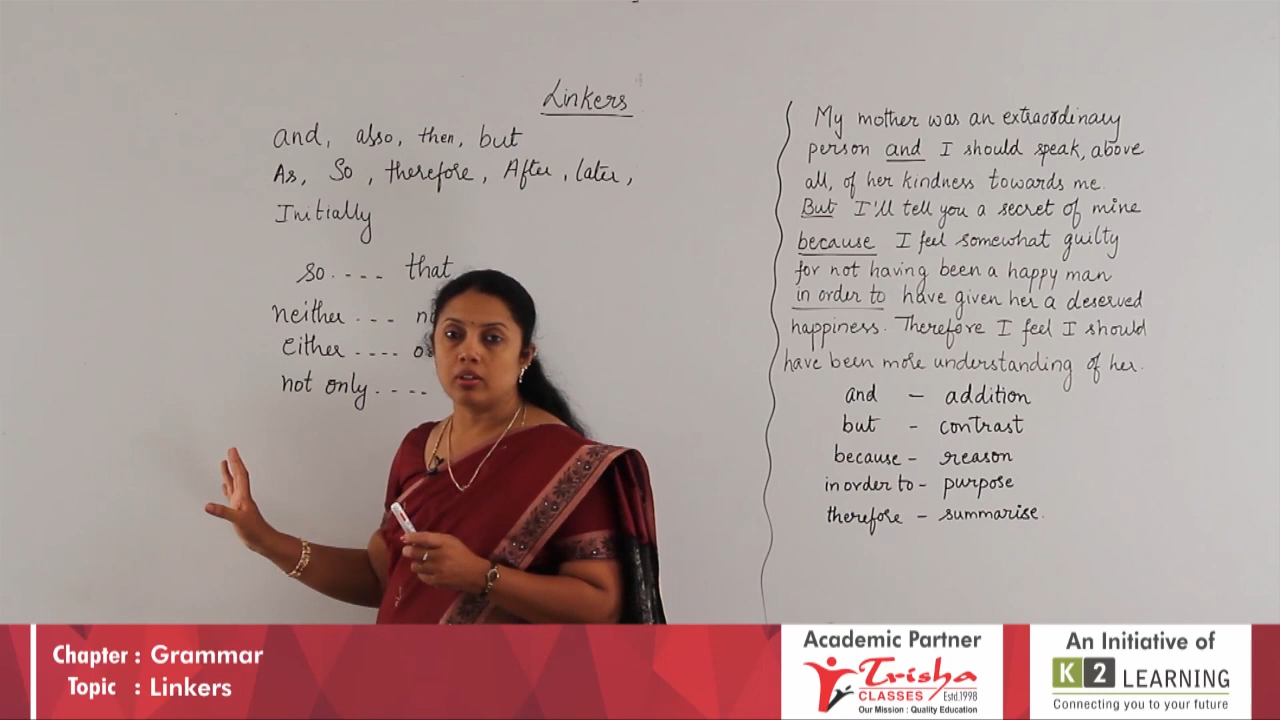 Linkers
and, also, then, but
As, So, therefore, After, later,
Initially
so .... that
neither ...
either ....
not only ....
My mother was an extraordinary
person and I should speak, above
all, of her kindness towards me.
But I'll tell you a secret of mine
because I feel somewhat guilty
for not having been a happy man
in order to have given her a deserved
happiness. Therefore I feel I should
have been more understanding of her.
and - addition
but - contrast
because - reason
in order to - purpose
therefore - summarise.
Chapter : Grammar
Topic : Linkers
Academic Partner
Trisha
CLASSES Estd.1998
Our Mission : Quality Education
An Initiative of
K2 LEARNING
Connecting you to your future